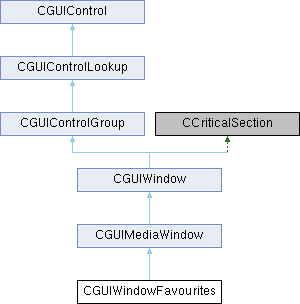 CGUIControl
CGUIControlLookup
CGUIControlGroup
CCriticalSection
CGUIWindow
CGUIMediaWindow
CGUIWindowFavourites